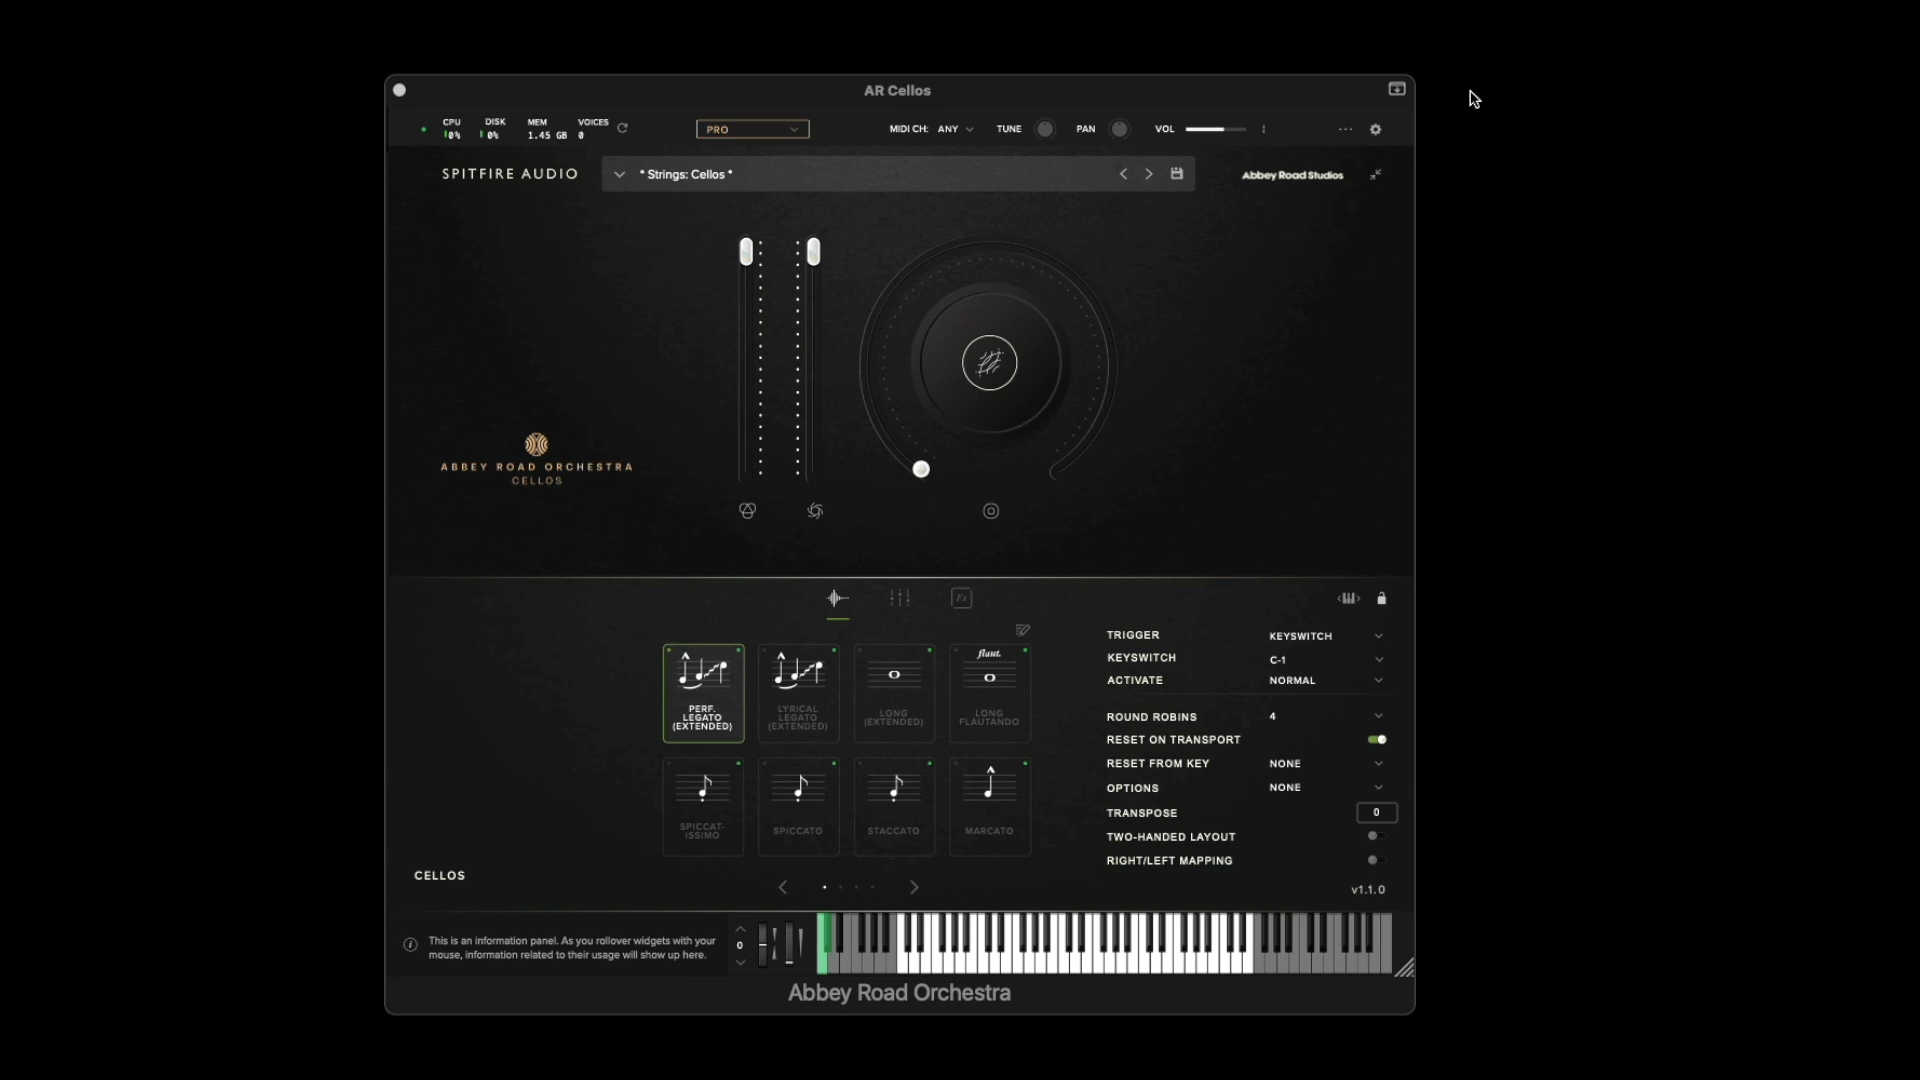 AR Cellos
CPU DISK MEM VOICES
0% 0% 1.45 GB 0
PRO
MIDI CH: ANY TUNE PAN VOL
SPITFIRE AUDIO
* Strings: Cellos *
Abbey Road Studios
ABBEY ROAD ORCHESTRA
CELLOS
Fx
TRIGGER KEYSWITCH
KEYSWITCH C-1
ACTIVATE NORMAL
ROUND ROBINS 4
RESET ON TRANSPORT
RESET FROM KEY NONE
OPTIONS NONE
TRANSPOSE 0
TWO-HANDED LAYOUT
RIGHT/LEFT MAPPING
v1.1.0
PERF.
LEGATO
(EXTENDED)
LYRICAL
LEGATO
(EXTENDED)
LONG
(EXTENDED)
flaut.
LONG
FLAUTANDO
SPICCAT-
ISSIMO
SPICCATO
STACCATO
MARCATO
CELLOS
This is an information panel. As you rollover widgets with your
mouse, information related to their usage will show up here.
0
Abbey Road Orchestra